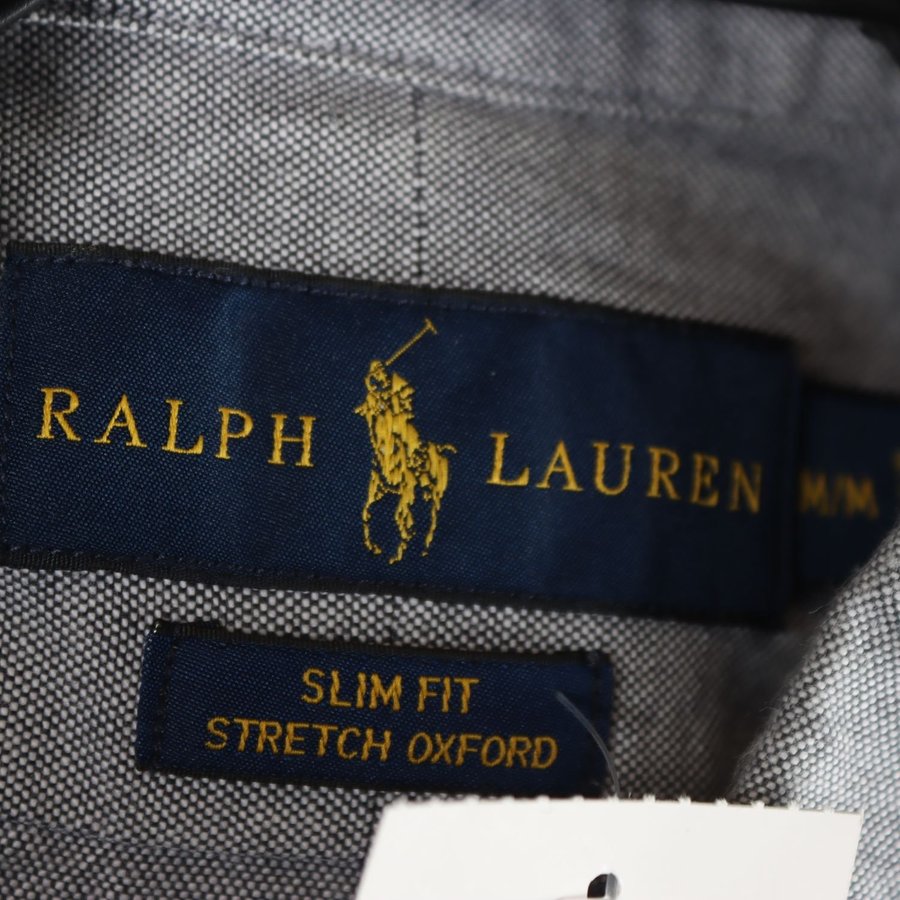 RALPH LAUREN
M/M
SLIM FIT
STRETCH OXFORD